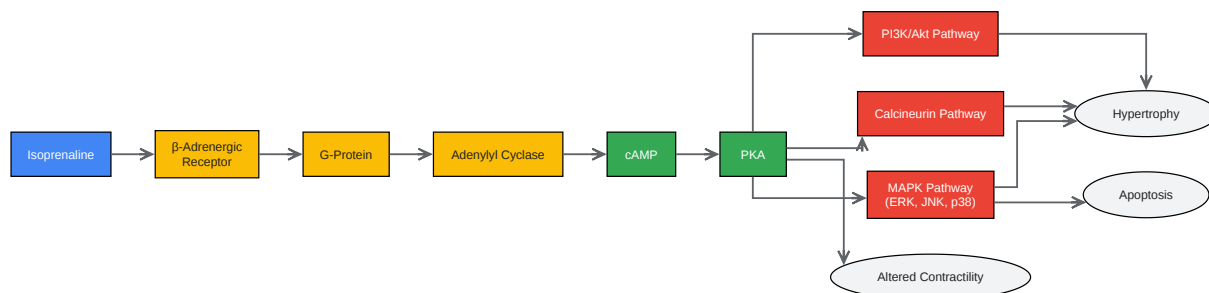 PI3K/Akt Pathway
Calcineurin Pathway
Hypertrophy
Isoprenaline
β-Adrenergic
Receptor
G-Protein
Adenylyl Cyclase
cAMP
PKA
MAPK Pathway
(ERK, JNK, p38)
Apoptosis
Altered Contractility